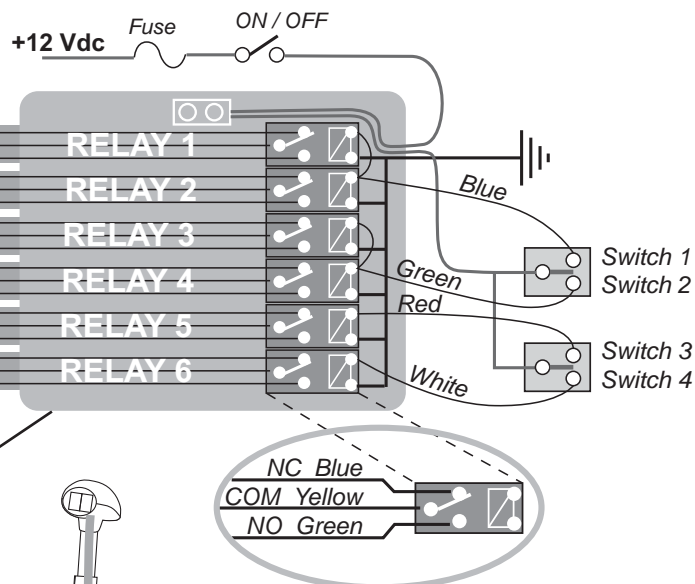 +12 Vdc
Fuse
ON / OFF
RELAY 1
RELAY 2
RELAY 3
RELAY 4
RELAY 5
RELAY 6
Blue
Green
Red
White
Switch 1
Switch 2
Switch 3
Switch 4
NC Blue
COM Yellow
NO Green